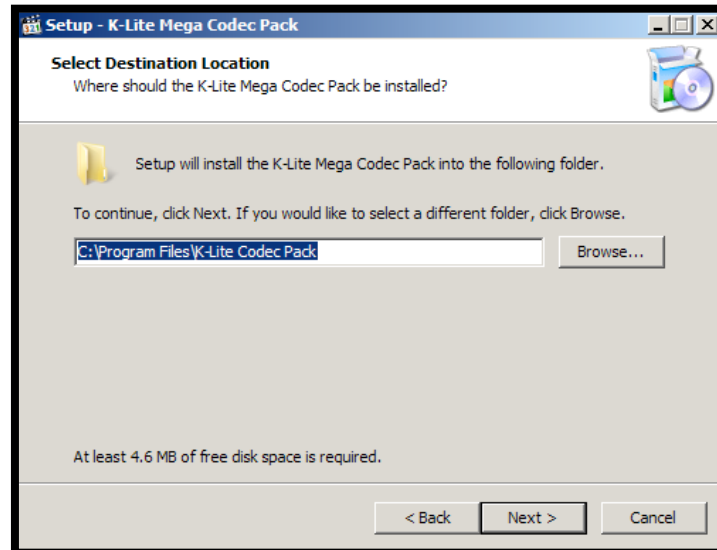 Setup - K-Lite Mega Codec Pack
Select Destination Location
Where should the K-Lite Mega Codec Pack be installed?
Setup will install the K-Lite Mega Codec Pack into the following folder.
To continue, click Next. If you would like to select a different folder, click Browse.
C:\Program Files\K-Lite Codec Pack
Browse...
At least 4.6 MB of free disk space is required.
< Back
Next >
Cancel